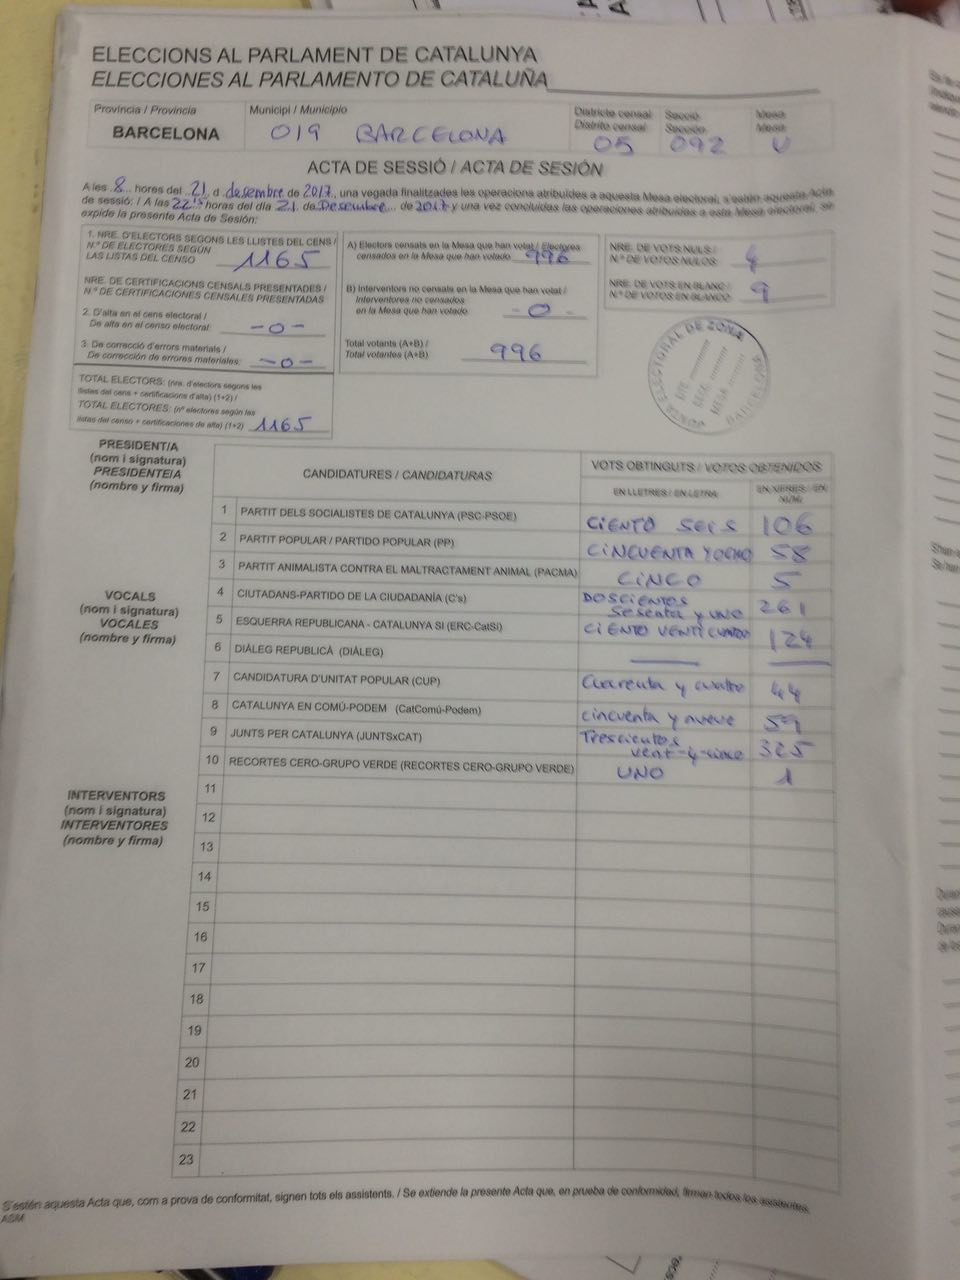 ELECCIONS AL PARLAMENT DE CATALUNYA
ELECCIONES AL PARLAMENTO DE CATALUÑA
Província / Provincia
BARCELONA
Municipi / Municipio
019 BARCELONA
Districte censal
Distrito censal
05
Secció
Sección
092
Mesa
Mesa
U
ACTA DE SESSIÓ / ACTA DE SESIÓN
A les 8 hores del 21 d desembre de 2017, una vegada finalitzades les operacions atribuïdes a aquesta Mesa electoral, s'estén aquesta Acta
de sessió: / A las 22'15 horas del día 21 de Desembre de 2017 y una vez concluidas las operaciones atribuidas a esta Mesa electoral, se
expide la presente Acta de Sesión:
1. NRE. D'ELECTORS SEGONS LES LLISTES DEL CENS /
N.º DE ELECTORES SEGÚN
LAS LISTAS DEL CENSO 1165
NRE. DE CERTIFICACIONS CENSALS PRESENTADES /
N.º DE CERTIFICACIONES CENSALES PRESENTADAS
2. D'alta en el cens electoral /
De alta en el censo electoral: -0-
3. De correcció d'errors materials /
De corrección de errores materiales: -0-
TOTAL ELECTORS: (nre. d'electors segons les
llistes del cens + certificacions d'alta) (1+2) /
TOTAL ELECTORES: (nº electores según las
listas del censo + certificaciones de alta) (1+2) 1165
A) Electors censats en la Mesa que han votat / Electores
censados en la Mesa que han votado 996
B) Interventors no censats en la Mesa que han votat /
Interventores no censados
en la Mesa que han votado -0-
Total votants (A+B) /
Total votantes (A+B) 996
NRE. DE VOTS NULS /
N.º DE VOTOS NULOS 4
NRE. DE VOTS EN BLANC /
N.º DE VOTOS EN BLANCO 9
JUNTA ELECTORAL DE ZONA
DTE.
SECC.
MESA
BARCELONA
PRESIDENT/A
(nom i signatura)
PRESIDENTE/A
(nombre y firma)
VOCALS
(nom i signatura)
VOCALES
(nombre y firma)
INTERVENTORS
(nom i signatura)
INTERVENTORES
(nombre y firma)
CANDIDATURES / CANDIDATURAS
VOTS OBTINGUTS / VOTOS OBTENIDOS
EN LLETRES / EN LETRA
EN XIFRES / EN
1 PARTIT DELS SOCIALISTES DE CATALUNYA (PSC-PSOE) CIENTO SEIS 106
2 PARTIT POPULAR / PARTIDO POPULAR (PP) CINCUENTA Y OCHO 58
3 PARTIT ANIMALISTA CONTRA EL MALTRACTAMENT ANIMAL (PACMA) CINCO 5
4 CIUTADANS-PARTIDO DE LA CIUDADANÍA (C's) DOSCIENTOS
Sesenta y uno 261
5 ESQUERRA REPUBLICANA - CATALUNYA SI (ERC-CatSí) CIENTO VENTICUATRO 124
6 DIÀLEG REPUBLICÀ (DIÀLEG)
7 CANDIDATURA D'UNITAT POPULAR (CUP) Cuarenta y cuatro 44
8 CATALUNYA EN COMÚ-PODEM (CatComú-Podem) cincuenta y nueve 59
9 JUNTS PER CATALUNYA (JUNTSxCAT) Trescientos
vent-y-cinco 325
10 RECORTES CERO-GRUPO VERDE (RECORTES CERO-GRUPO VERDE) UNO 1
11
12
13
14
15
16
17
18
19
20
21
22
23
S'estén aquesta Acta que, com a prova de conformitat, signen tots els assistents. / Se extiende la presente Acta que, en prueba de conformidad, firman todos los asistentes.
ASM